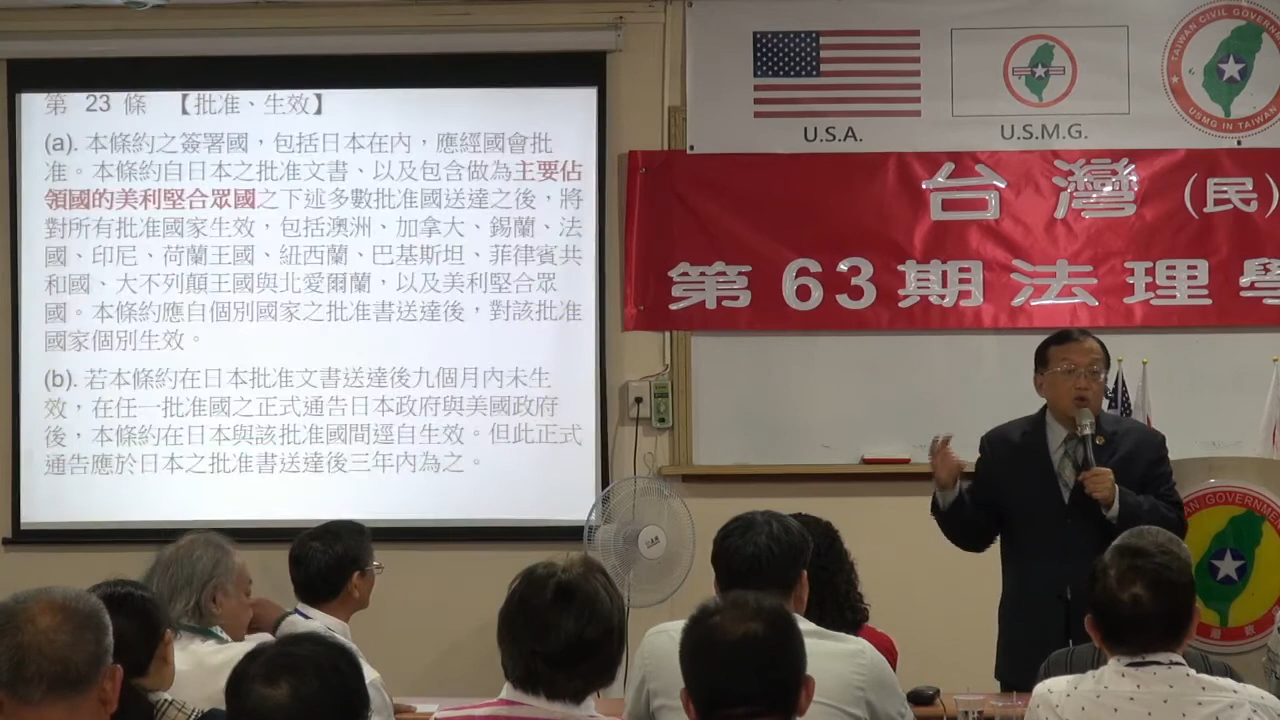 第 23 條 【批准、生效】
(a). 本條約之簽署國，包括日本在內，應經國會批
准。本條約自日本之批准文書、以及包含做為主要佔
領國的美利堅合眾國之下述多數批准國送達之後，將
對所有批准國家生效，包括澳洲、加拿大、錫蘭、法
國、印尼、荷蘭王國、紐西蘭、巴基斯坦、菲律賓共
和國、大不列顛王國與北愛爾蘭，以及美利堅合眾
國。本條約應自個別國家之批准書送達後，對該批准
國家個別生效。
(b). 若本條約在日本批准文書送達後九個月內未生
效，在任一批准國之正式通告日本政府與美國政府
後，本條約在日本與該批准國間逕自生效。但此正式
通告應於日本之批准書送達後三年內為之。
U.S.A.
U.S.M.G.
TAIWAN CIVIL GOVERNME
USMG IN TAIWAN
台灣(民)
第63期法理學
AN GOVERNME